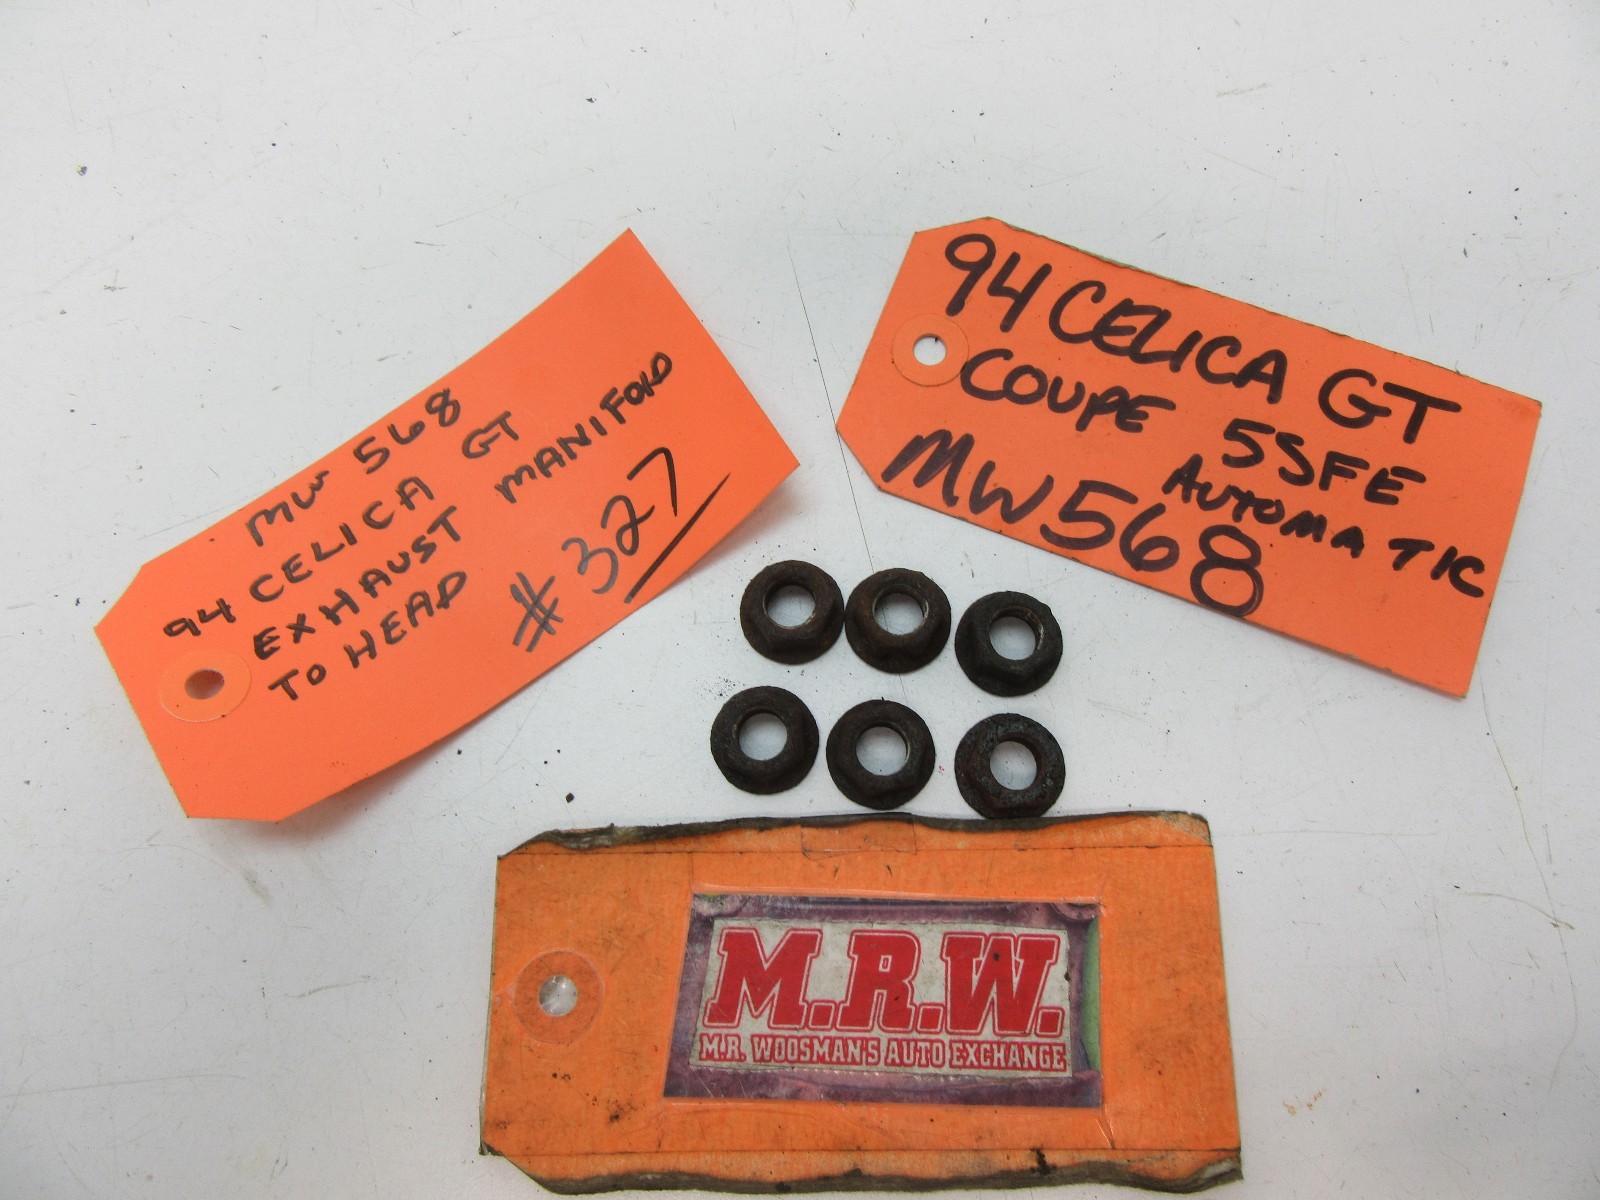 MW 568
94 CELICA GT
EXHAUST MANIFOLD
TO HEAD
#327
94 CELICA GT
COUPE 5SFE
AUTOMATIC
MW568
M.R.W.
M.R. WOOSMAN'S AUTO EXCHANGE